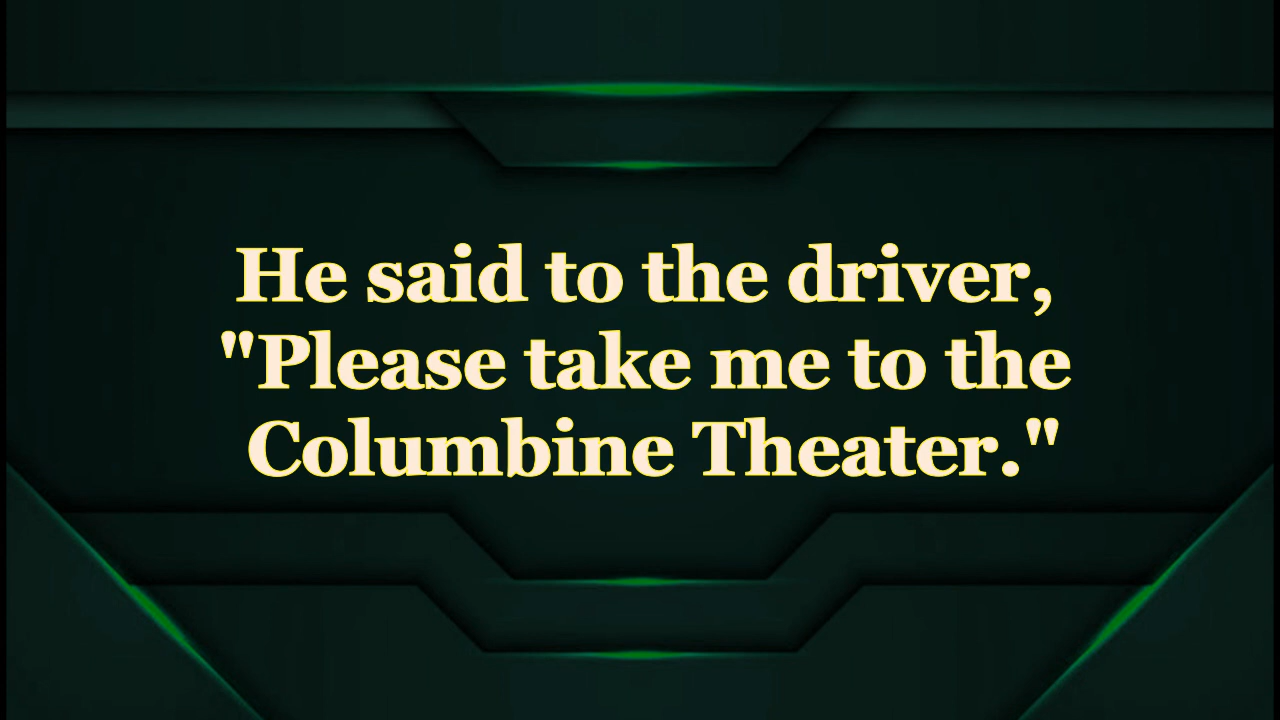 He said to the driver,
"Please take me to the
Columbine Theater."